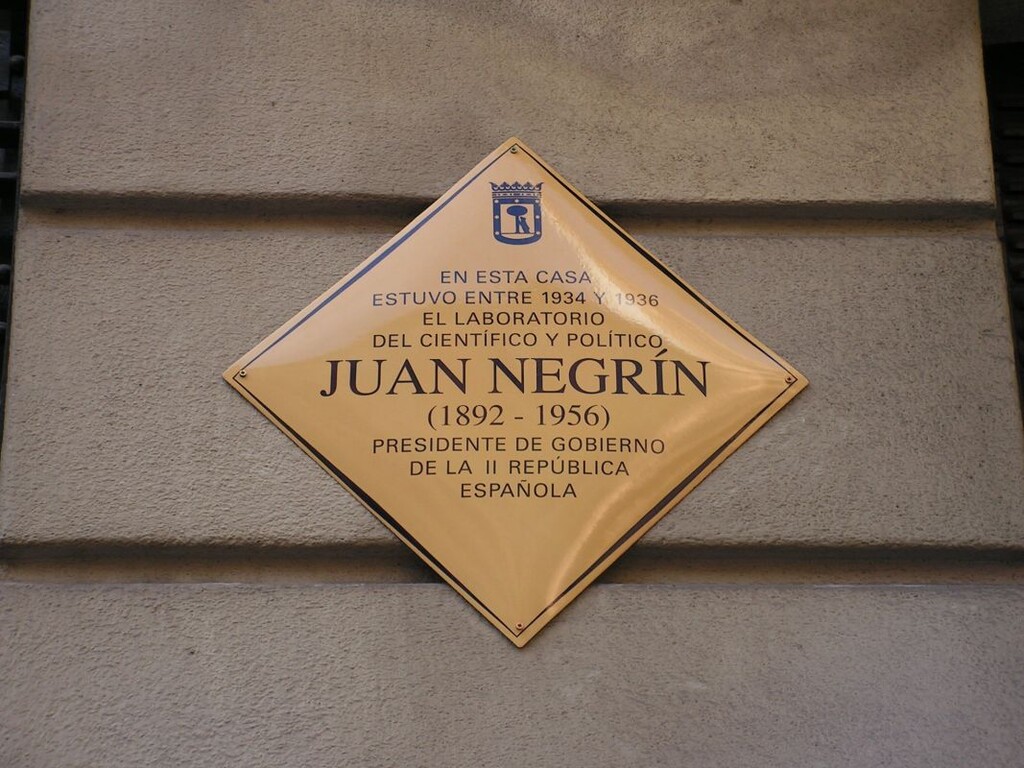 EN ESTA CASA
ESTUVO ENTRE 1934 Y 1936
EL LABORATORIO
DEL CIENTÍFICO Y POLÍTICO
JUAN NEGRÍN
(1892 - 1956)
PRESIDENTE DE GOBIERNO
DE LA II REPÚBLICA
ESPAÑOLA